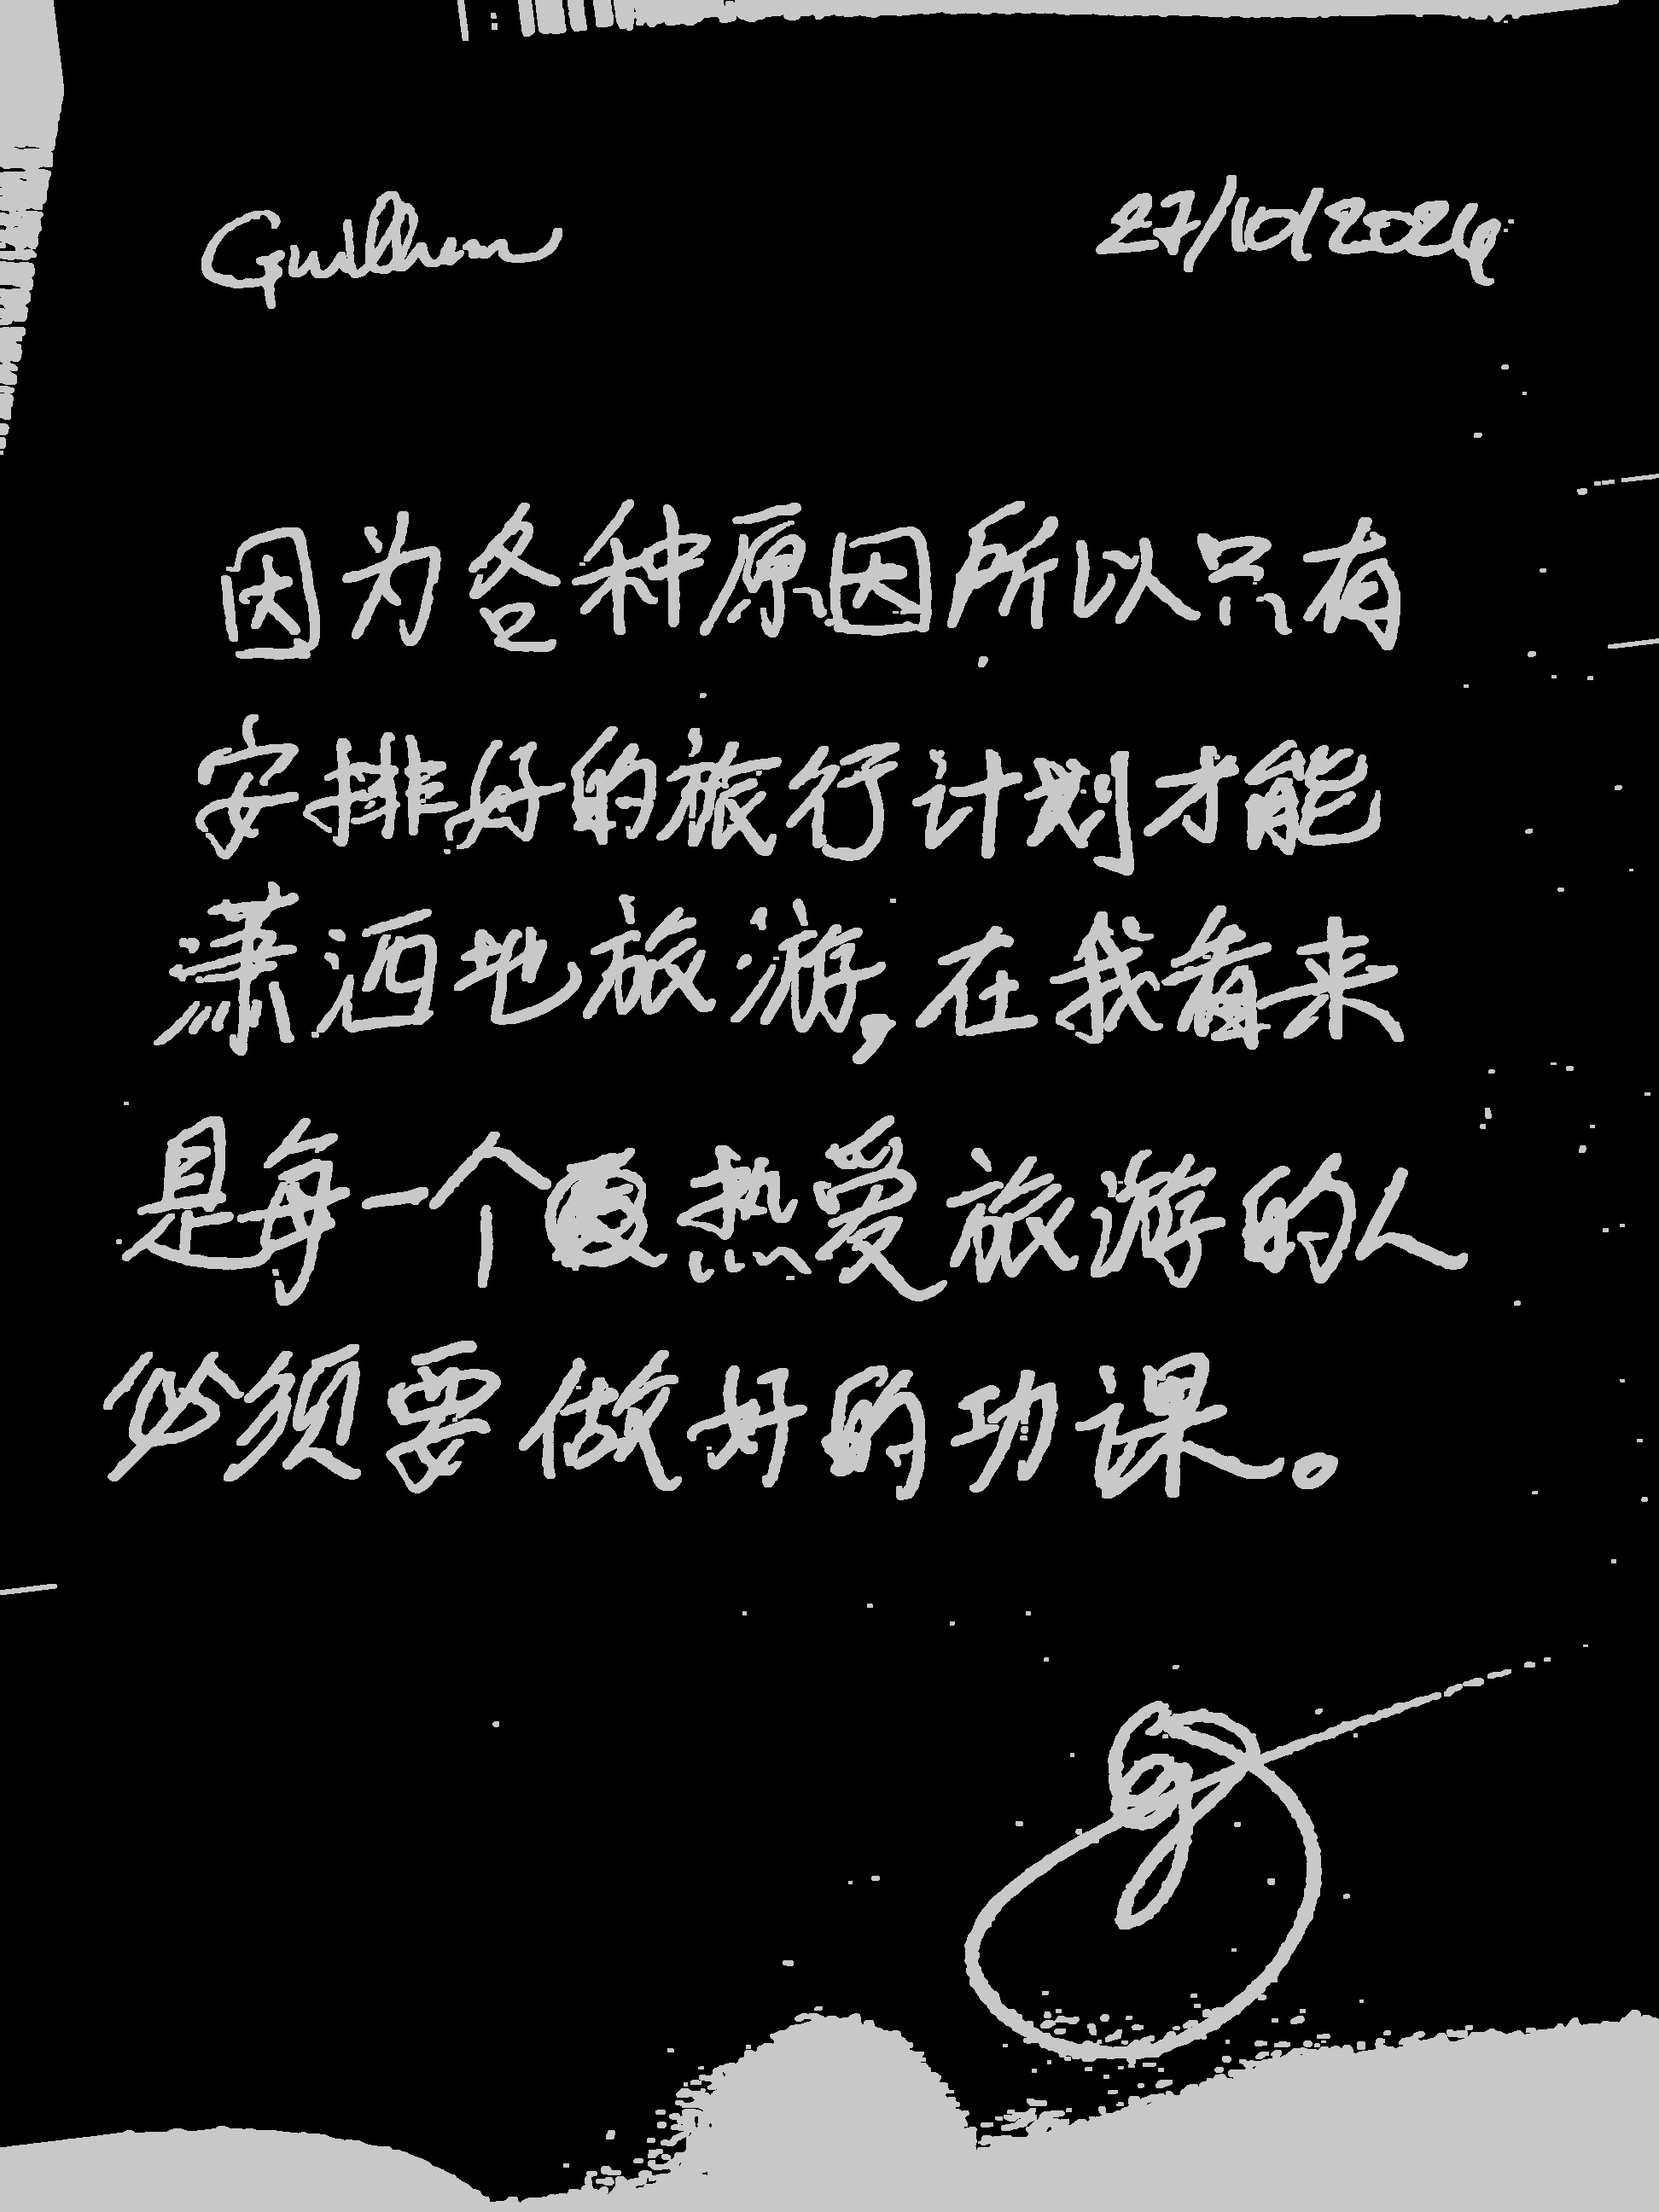 Guilhem 27/10/2024
因为各种原因所以只有
安排好的旅行计划才能
潇洒地旅游,在我看来
是每一个热爱旅游的人
必须要做好的功课。